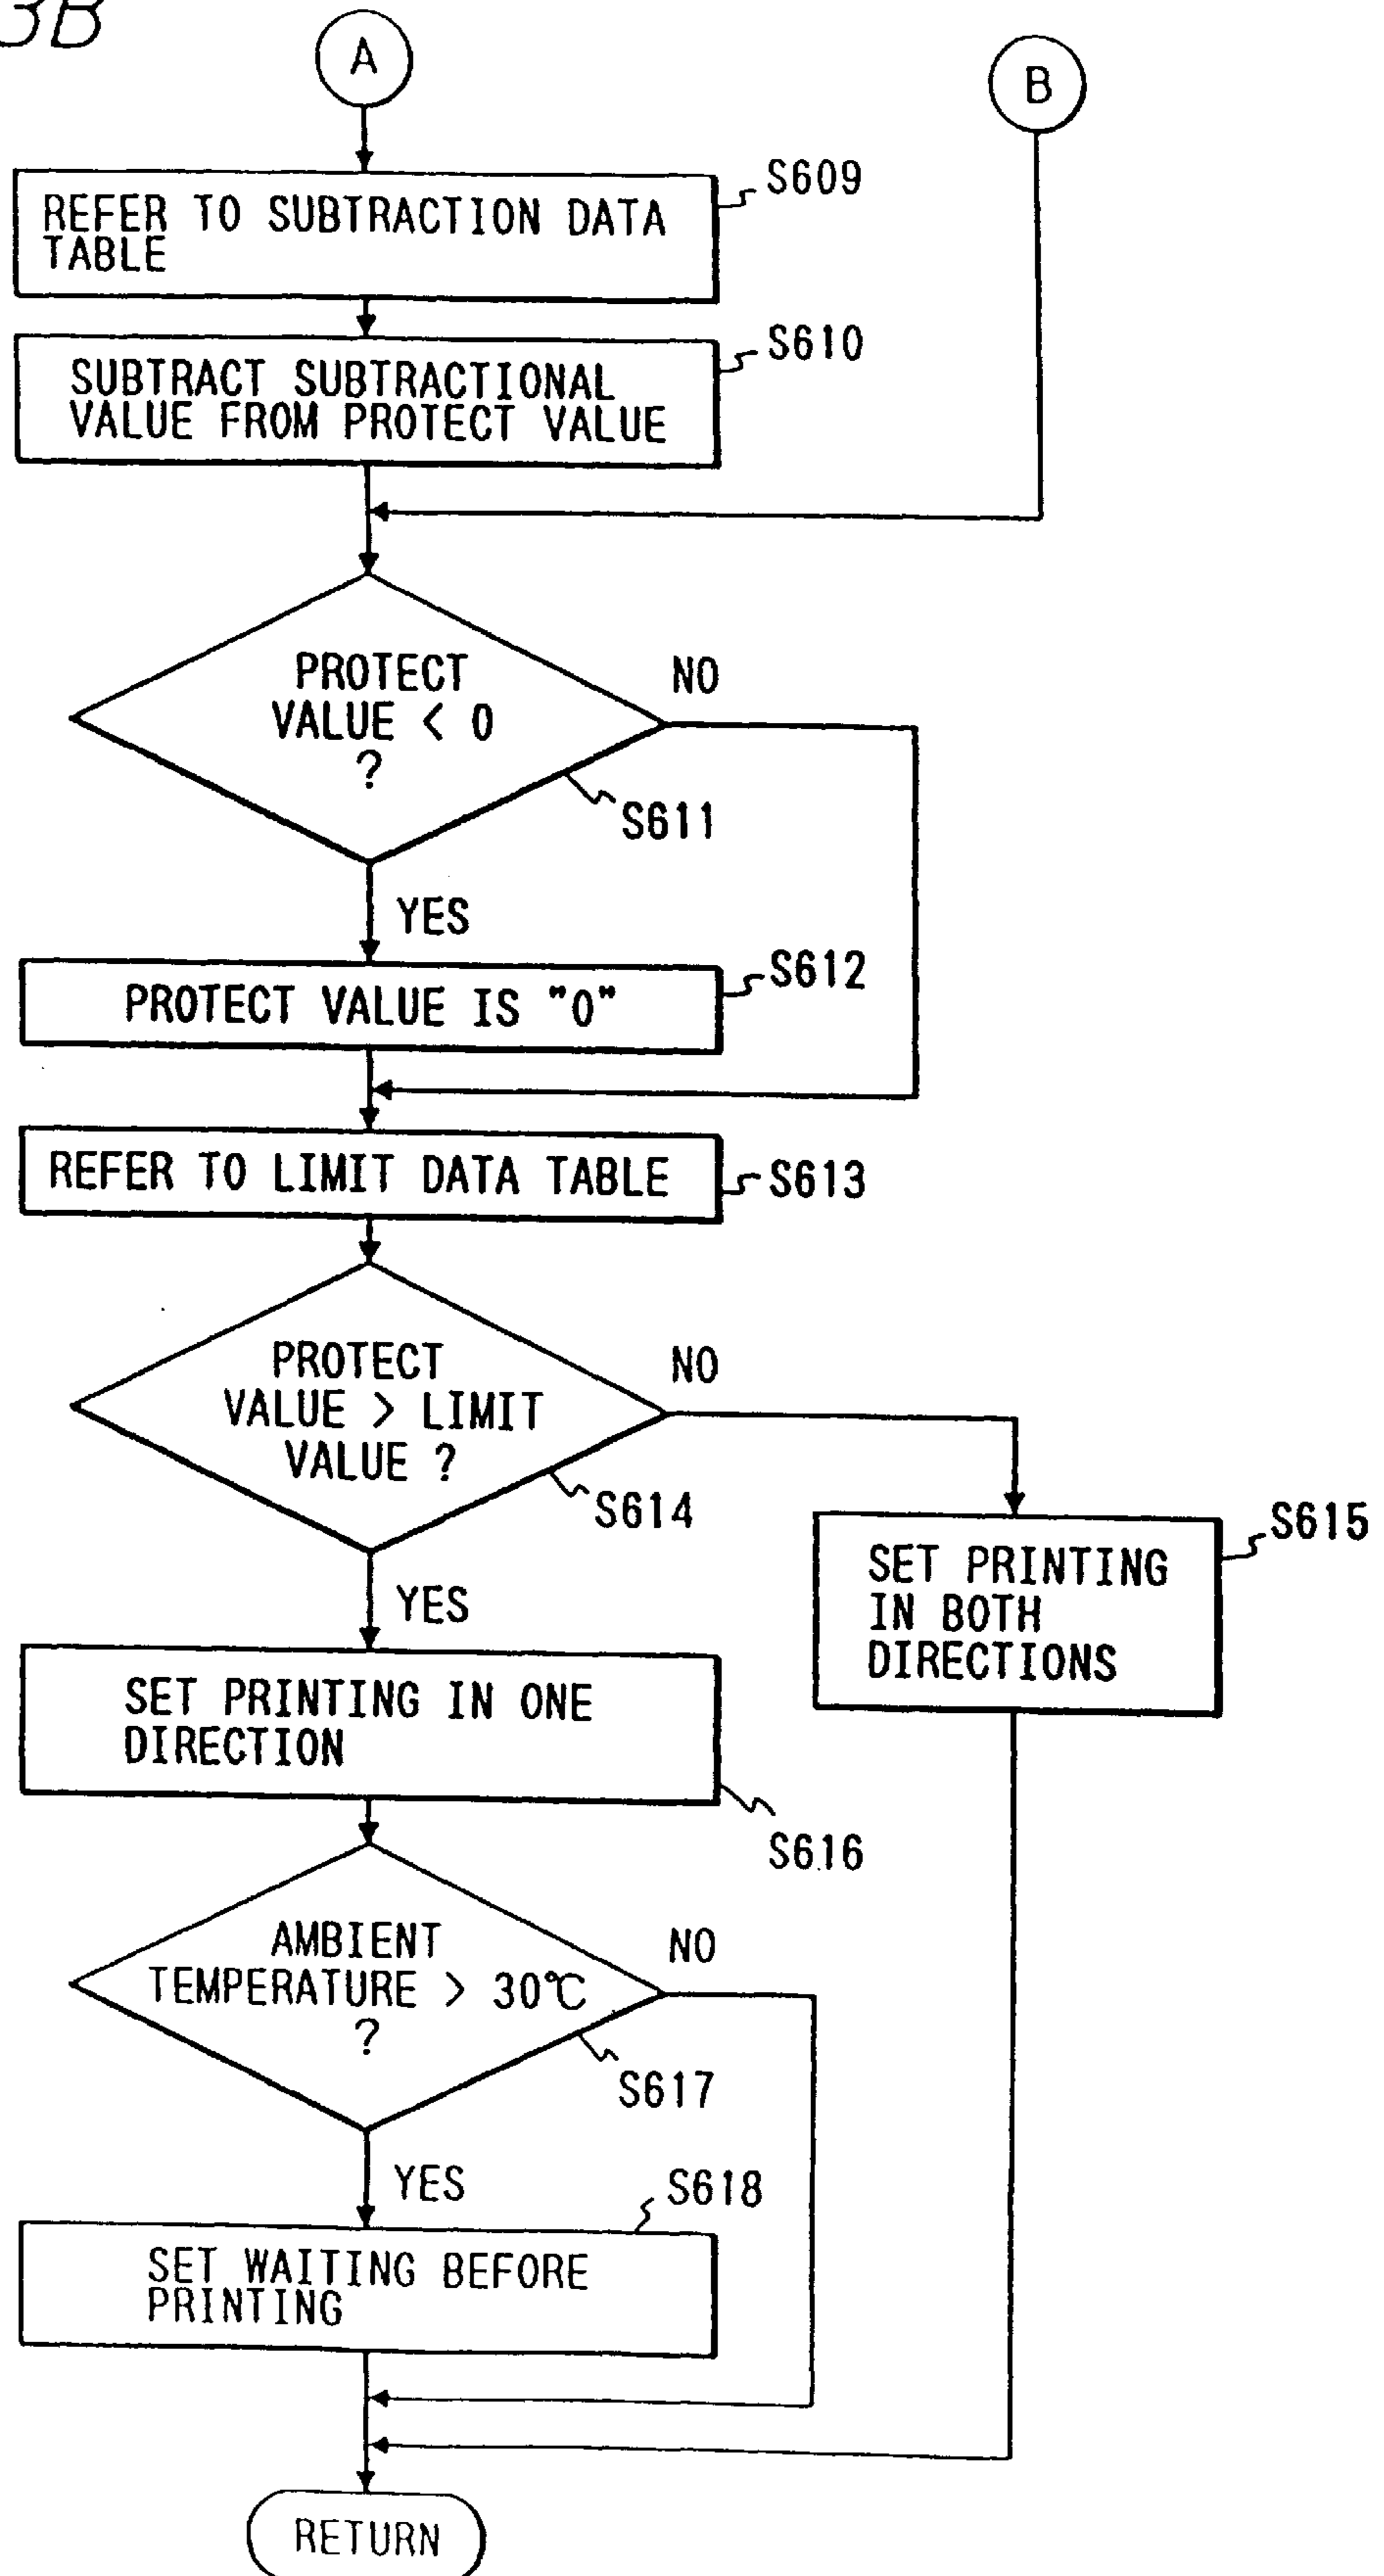 3B
A
B
S609
REFER TO SUBTRACTION DATA
TABLE
S610
SUBTRACT SUBTRACTIONAL
VALUE FROM PROTECT VALUE
PROTECT
VALUE < 0
?
NO
S611
YES
S612
PROTECT VALUE IS "0"
REFER TO LIMIT DATA TABLE
S613
PROTECT
VALUE > LIMIT
VALUE ?
NO
S614
S615
SET PRINTING
IN BOTH
DIRECTIONS
YES
SET PRINTING IN ONE
DIRECTION
S616
AMBIENT
TEMPERATURE > 30℃
?
NO
S617
YES
S618
SET WAITING BEFORE
PRINTING
RETURN